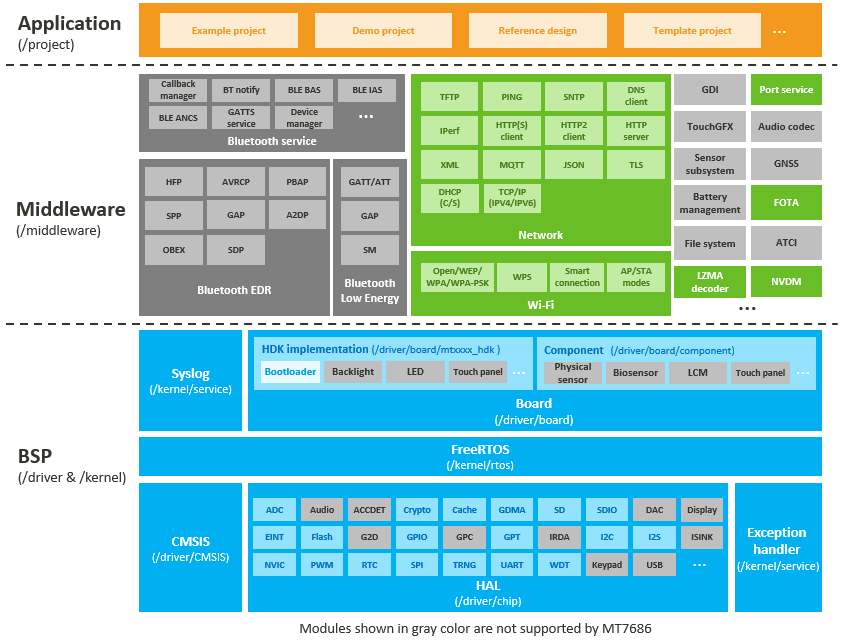 Application
(/project)
Example project
Demo project
Reference design
Template project
...
Middleware
(/middleware)
Callback
manager
BT notify
BLE BAS
BLE IAS
BLE ANCS
GATTS
service
Device
manager
...
Bluetooth service
HFP
AVRCP
PBAP
SPP
GAP
A2DP
OBEX
SDP
Bluetooth EDR
GATT/ATT
GAP
SM
Bluetooth
Low Energy
TFTP
PING
SNTP
DNS
client
IPerf
HTTP(S)
client
HTTP2
client
HTTP
server
XML
MQTT
JSON
TLS
DHCP
(C/S)
TCP/IP
(IPV4/IPV6)
Network
Open/WEP/
WPA/WPA-PSK
WPS
Smart
connection
AP/STA
modes
Wi-Fi
GDI
Port service
TouchGFX
Audio codec
Sensor
subsystem
GNSS
Battery
management
FOTA
File system
ATCI
LZMA
decoder
NVDM
...
BSP
(/driver & /kernel)
Syslog
(/kernel/service)
HDK implementation (/driver/board/mtxxxx_hdk )
Bootloader
Backlight
LED
Touch panel
...
Component (/driver/board/component)
Physical
sensor
Biosensor
LCM
Touch panel
...
Board
(/driver/board)
FreeRTOS
(/kernel/rtos)
CMSIS
(/driver/CMSIS)
ADC
Audio
ACCDET
Crypto
Cache
GDMA
SD
SDIO
DAC
Display
EINT
Flash
G2D
GPIO
GPC
GPT
IRDA
I2C
I2S
ISINK
NVIC
PWM
RTC
SPI
TRNG
UART
WDT
Keypad
USB
...
HAL
(/driver/chip)
Exception
handler
(/kernel/service)
Modules shown in gray color are not supported by MT7686